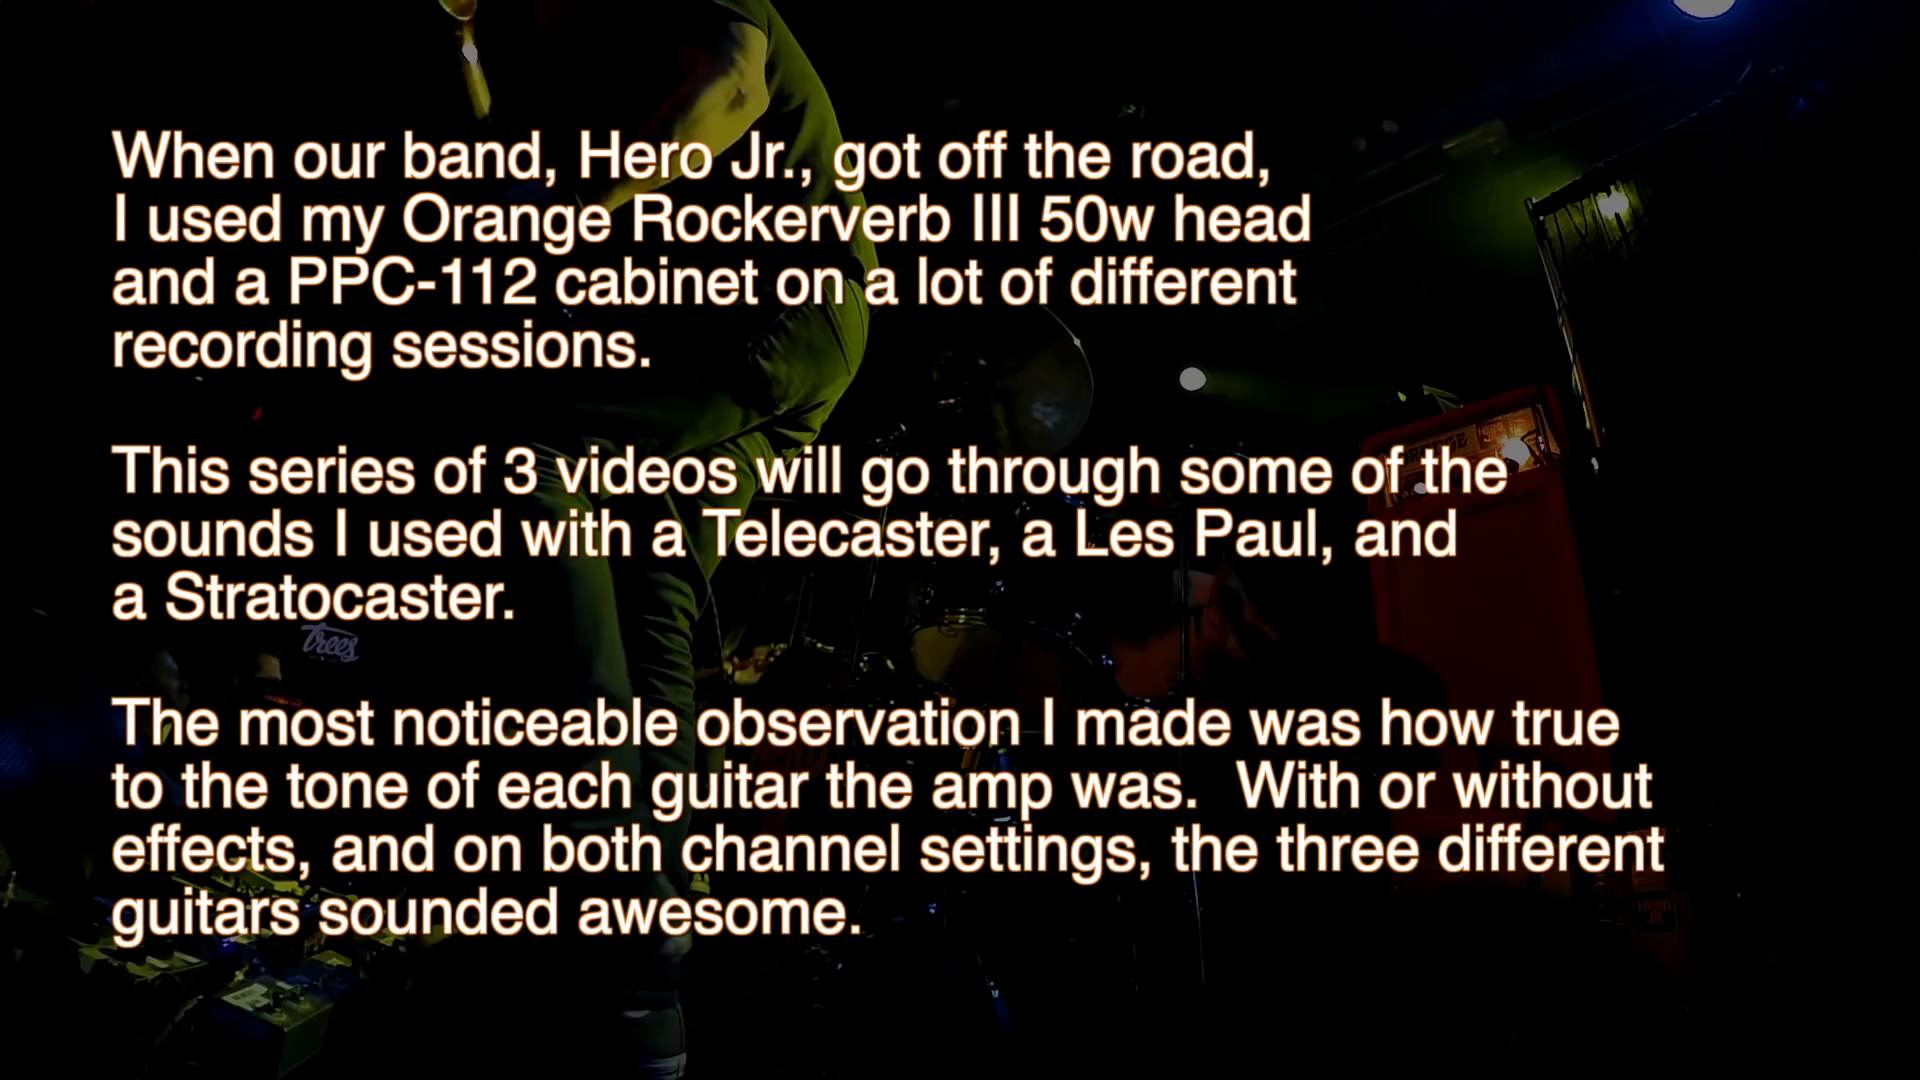 When our band, Hero Jr., got off the road,
I used my Orange Rockerverb III 50w head
and a PPC-112 cabinet on a lot of different
recording sessions.
This series of 3 videos will go through some of the
sounds I used with a Telecaster, a Les Paul, and
a Stratocaster.
trees
The most noticeable observation I made was how true
to the tone of each guitar the amp was.  With or without
effects, and on both channel settings, the three different
guitars sounded awesome.
HERO
JR.